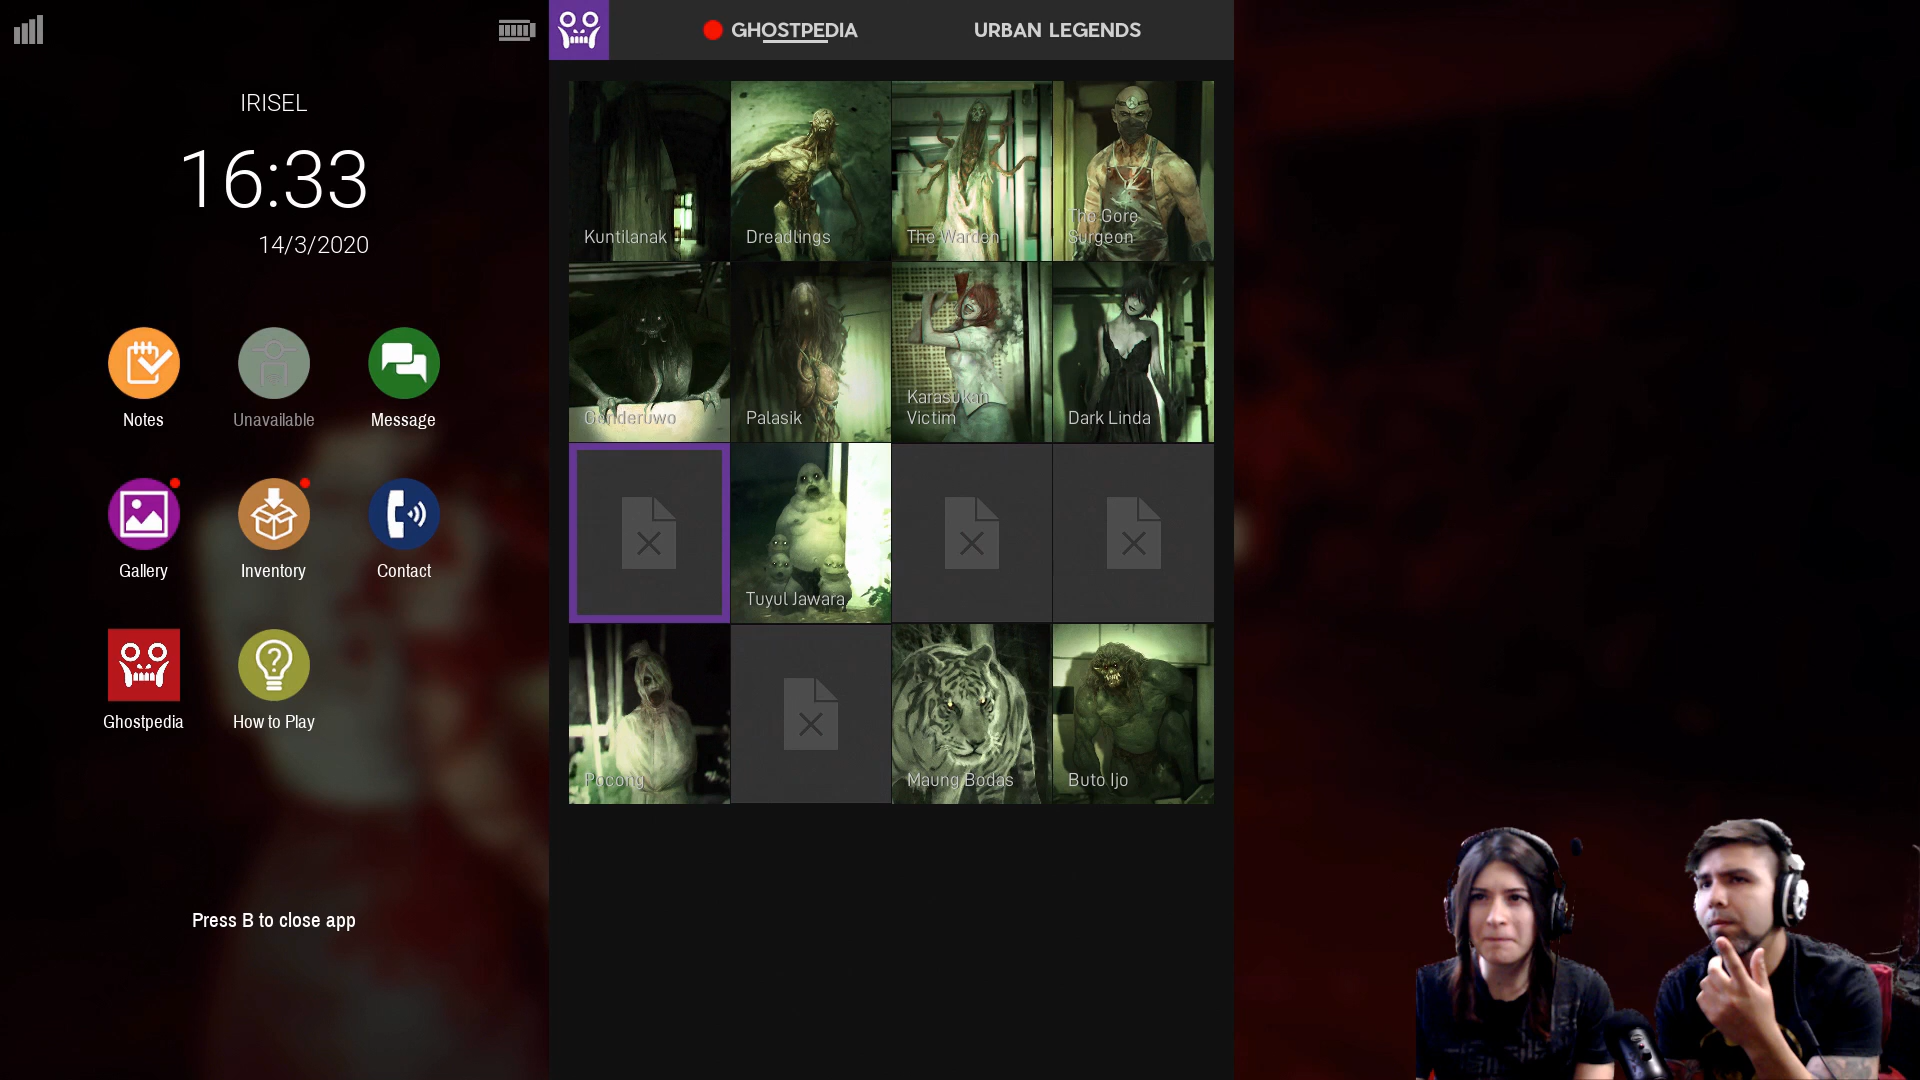 IRISEL
16:33
14/3/2020
Notes
Unavailable
Message
Gallery
Inventory
Contact
Ghostpedia
How to Play
Press B to close app
GHOSTPEDIA
URBAN LEGENDS
Kuntilanak
Dreadlings
The Warden
The Gore
Surgeon
Genderuwo
Palasik
Karasukan
Victim
Dark Linda
Tuyul Jawara
Pocong
Maung Bodas
Buto Ijo